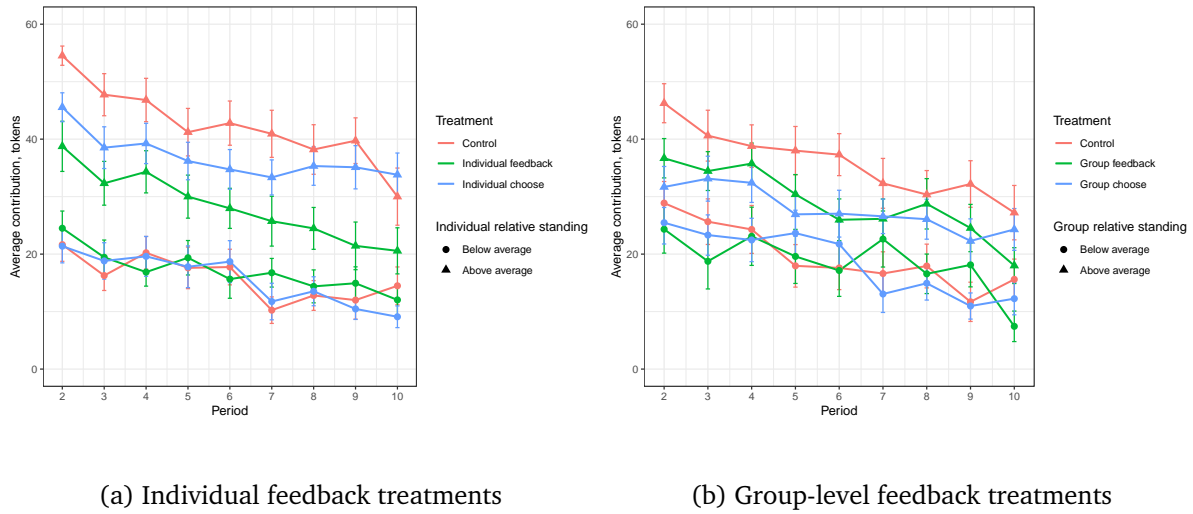 60
40
20
0
Average contribution, tokens
2 3 4 5 6 7 8 9 10
Period
Treatment
Control
Individual feedback
Individual choose
Individual relative standing
Below average
Above average
(a) Individual feedback treatments
60
40
20
0
Average contribution, tokens
2 3 4 5 6 7 8 9 10
Period
Treatment
Control
Group feedback
Group choose
Group relative standing
Below average
Above average
(b) Group-level feedback treatments